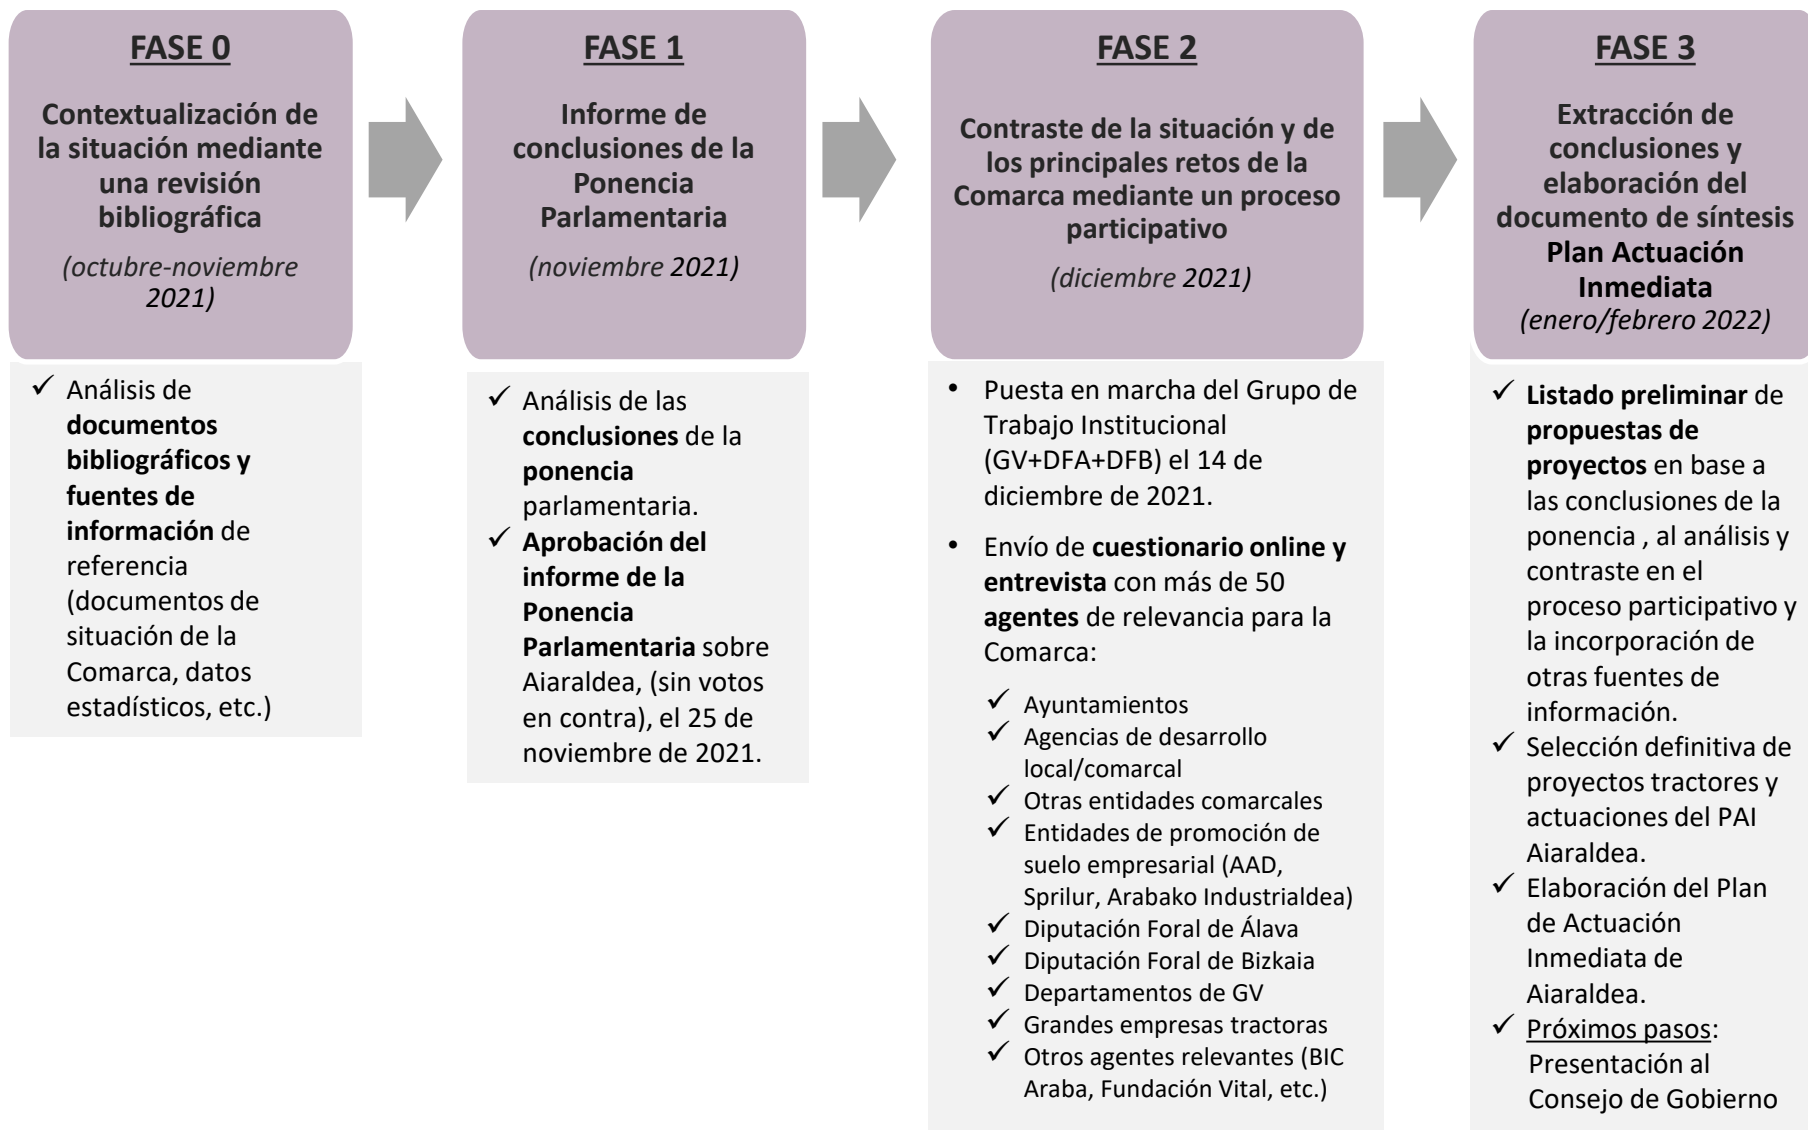 FASE 0
Contextualización de
la situación mediante
una revisión
bibliográfica
(octubre-noviembre
2021)
✓ Análisis de
documentos
bibliográficos y
fuentes de
información de
referencia
(documentos de
situación de la
Comarca, datos
estadísticos, etc.)
FASE 1
Informe de
conclusiones de la
Ponencia
Parlamentaria
(noviembre 2021)
✓ Análisis de las
conclusiones de la
ponencia
parlamentaria.
✓ Aprobación del
informe de la
Ponencia
Parlamentaria sobre
Aiaraldea, (sin votos
en contra), el 25 de
noviembre de 2021.
FASE 2
Contraste de la situación y de
los principales retos de la
Comarca mediante un proceso
participativo
(diciembre 2021)
• Puesta en marcha del Grupo de
Trabajo Institucional
(GV+DFA+DFB) el 14 de
diciembre de 2021.
• Envío de cuestionario online y
entrevista con más de 50
agentes de relevancia para la
Comarca:
✓ Ayuntamientos
✓ Agencias de desarrollo
local/comarcal
✓ Otras entidades comarcales
✓ Entidades de promoción de
suelo empresarial (AAD,
Sprilur, Arabako Industrialdea)
✓ Diputación Foral de Álava
✓ Diputación Foral de Bizkaia
✓ Departamentos de GV
✓ Grandes empresas tractoras
✓ Otros agentes relevantes (BIC
Araba, Fundación Vital, etc.)
FASE 3
Extracción de
conclusiones y
elaboración del
documento de síntesis
Plan Actuación
Inmediata
(enero/febrero 2022)
✓ Listado preliminar de
propuestas de
proyectos en base a
las conclusiones de la
ponencia , al análisis y
contraste en el
proceso participativo y
la incorporación de
otras fuentes de
información.
✓ Selección definitiva de
proyectos tractores y
actuaciones del PAI
Aiaraldea.
✓ Elaboración del Plan
de Actuación
Inmediata de
Aiaraldea.
✓ Próximos pasos:
Presentación al
Consejo de Gobierno